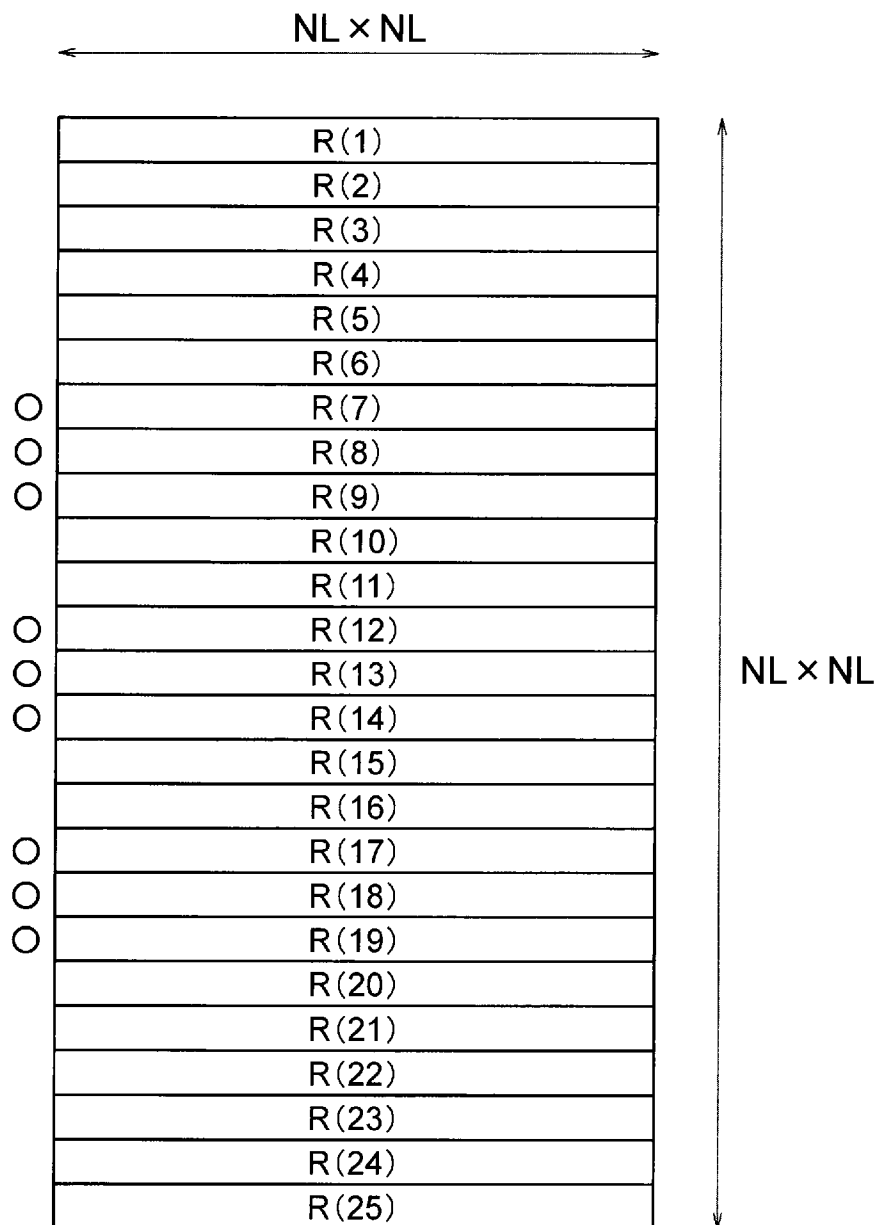 NL × NL
R(1)
R(2)
R(3)
R(4)
R(5)
R(6)
R(7)
R(8)
R(9)
R(10)
R(11)
R(12)
R(13)
NL × NL
R(14)
R(15)
R(16)
R(17)
R(18)
R(19)
R(20)
R(21)
R(22)
R(23)
R(24)
R(25)